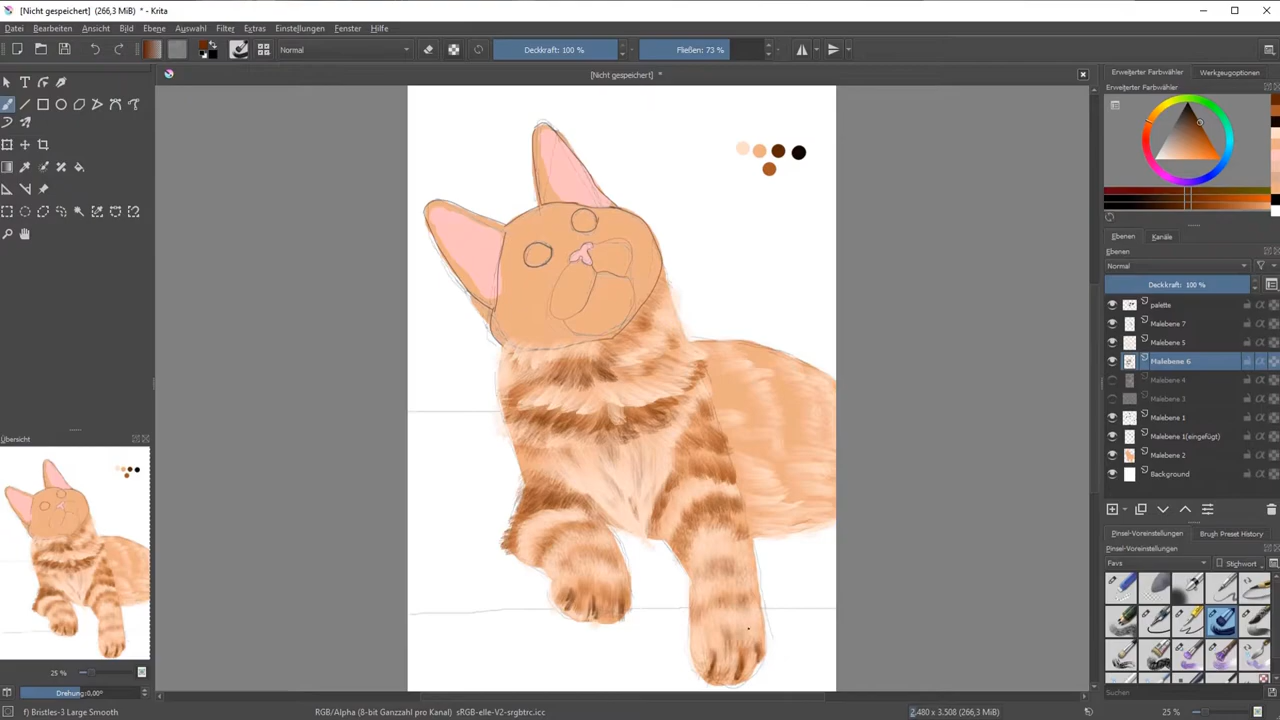 [Nicht gespeichert] (266,3 MiB) * - Krita
Datei Bearbeiten Ansicht Bild Ebene Auswahl Filter Extras Einstellungen Fenster Hilfe
Normal Deckkraft: 100 % Fließen: 73 %
[Nicht gespeichert] *
Erweiterter Farbwähler Werkzeugoptionen
Erweiterter Farbwähler
Ebenen Kanäle
Ebenen
Normal
Deckkraft: 100 %
palette
Malebene 7
Malebene 5
Malebene 6
Malebene 4
Malebene 3
Malebene 1
Malebene 1(eingefügt)
Malebene 2
Background
Übersicht
Pinsel-Voreinstellungen Brush Preset History
Pinsel-Voreinstellungen
Favs Stichwort
25 %
Drehung:0,00°
Suchen
f) Bristles-3 Large Smooth RGB/Alpha (8-bit Ganzzahl pro Kanal) sRGB-elle-V2-srgbtrc.icc 2.480 x 3.508 (266,3 MiB) 25 %